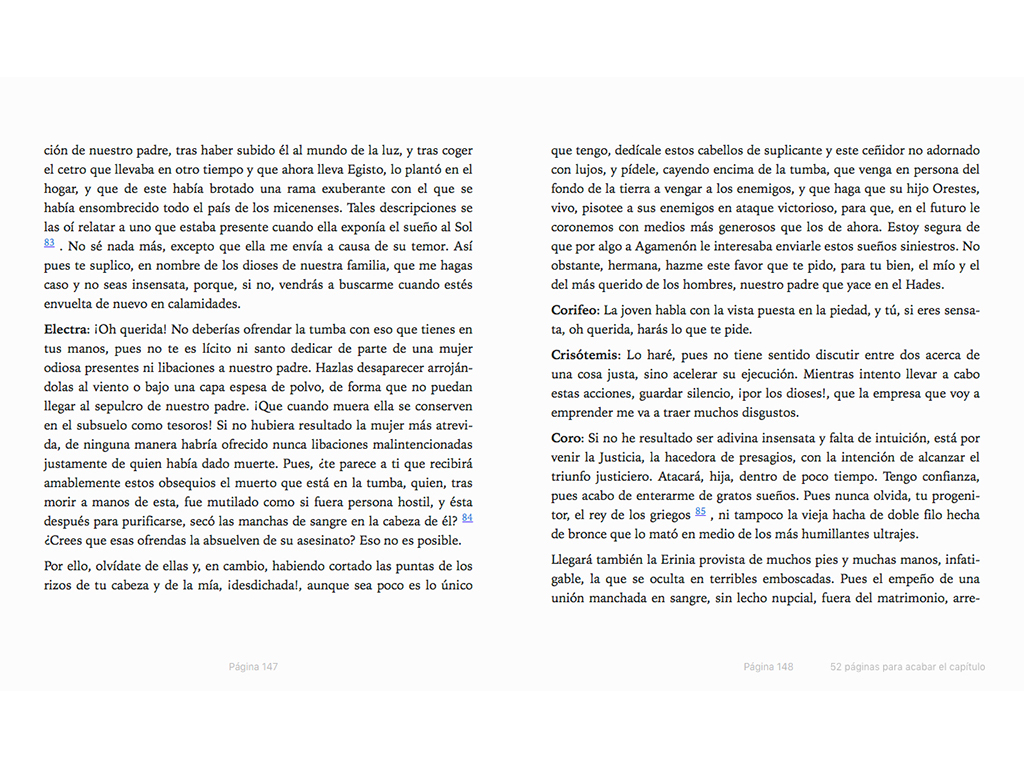 ción de nuestro padre, tras haber subido él al mundo de la luz, y tras coger
el cetro que llevaba en otro tiempo y que ahora lleva Egisto, lo plantó en el
hogar, y que de este había brotado una rama exuberante con el que se
había ensombrecido todo el país de los micenenses. Tales descripciones se
las oí relatar a uno que estaba presente cuando ella exponía el sueño al Sol
83 . No sé nada más, excepto que ella me envía a causa de su temor. Así
pues te suplico, en nombre de los dioses de nuestra familia, que me hagas
caso y no seas insensata, porque, si no, vendrás a buscarme cuando estés
envuelta de nuevo en calamidades.
Electra: ¡Oh querida! No deberías ofrendar la tumba con eso que tienes en
tus manos, pues no te es lícito ni santo dedicar de parte de una mujer
odiosa presentes ni libaciones a nuestro padre. Hazlas desaparecer arroján-
dolas al viento o bajo una capa espesa de polvo, de forma que no puedan
llegar al sepulcro de nuestro padre. ¡Que cuando muera ella se conserven
en el subsuelo como tesoros! Si no hubiera resultado la mujer más atrevi-
da, de ninguna manera habría ofrecido nunca libaciones malintencionadas
justamente de quien había dado muerte. Pues, ¿te parece a ti que recibirá
amablemente estos obsequios el muerto que está en la tumba, quien, tras
morir a manos de esta, fue mutilado como si fuera persona hostil, y ésta
después para purificarse, secó las manchas de sangre en la cabeza de él? 84
¿Crees que esas ofrendas la absuelven de su asesinato? Eso no es posible.
Por ello, olvídate de ellas y, en cambio, habiendo cortado las puntas de los
rizos de tu cabeza y de la mía, ¡desdichada!, aunque sea poco es lo único
Página 147
que tengo, dedícale estos cabellos de suplicante y este ceñidor no adornado
con lujos, y pídele, cayendo encima de la tumba, que venga en persona del
fondo de la tierra a vengar a los enemigos, y que haga que su hijo Orestes,
vivo, pisotee a sus enemigos en ataque victorioso, para que, en el futuro le
coronemos con medios más generosos que los de ahora. Estoy segura de
que por algo a Agamenón le interesaba enviarle estos sueños siniestros. No
obstante, hermana, hazme este favor que te pido, para tu bien, el mío y el
del más querido de los hombres, nuestro padre que yace en el Hades.
Corifeo: La joven habla con la vista puesta en la piedad, y tú, si eres sensa-
ta, oh querida, harás lo que te pide.
Crisótemis: Lo haré, pues no tiene sentido discutir entre dos acerca de
una cosa justa, sino acelerar su ejecución. Mientras intento llevar a cabo
estas acciones, guardar silencio, ¡por los dioses!, que la empresa que voy a
emprender me va a traer muchos disgustos.
Coro: Si no he resultado ser adivina insensata y falta de intuición, está por
venir la Justicia, la hacedora de presagios, con la intención de alcanzar el
triunfo justiciero. Atacará, hija, dentro de poco tiempo. Tengo confianza,
pues acabo de enterarme de gratos sueños. Pues nunca olvida, tu progeni-
tor, el rey de los griegos 85 , ni tampoco la vieja hacha de doble filo hecha
de bronce que lo mató en medio de los más humillantes ultrajes.
Llegará también la Erinia provista de muchos pies y muchas manos, infati-
gable, la que se oculta en terribles emboscadas. Pues el empeño de una
unión manchada en sangre, sin lecho nupcial, fuera del matrimonio, arre-
Página 148
52 páginas para acabar el capítulo